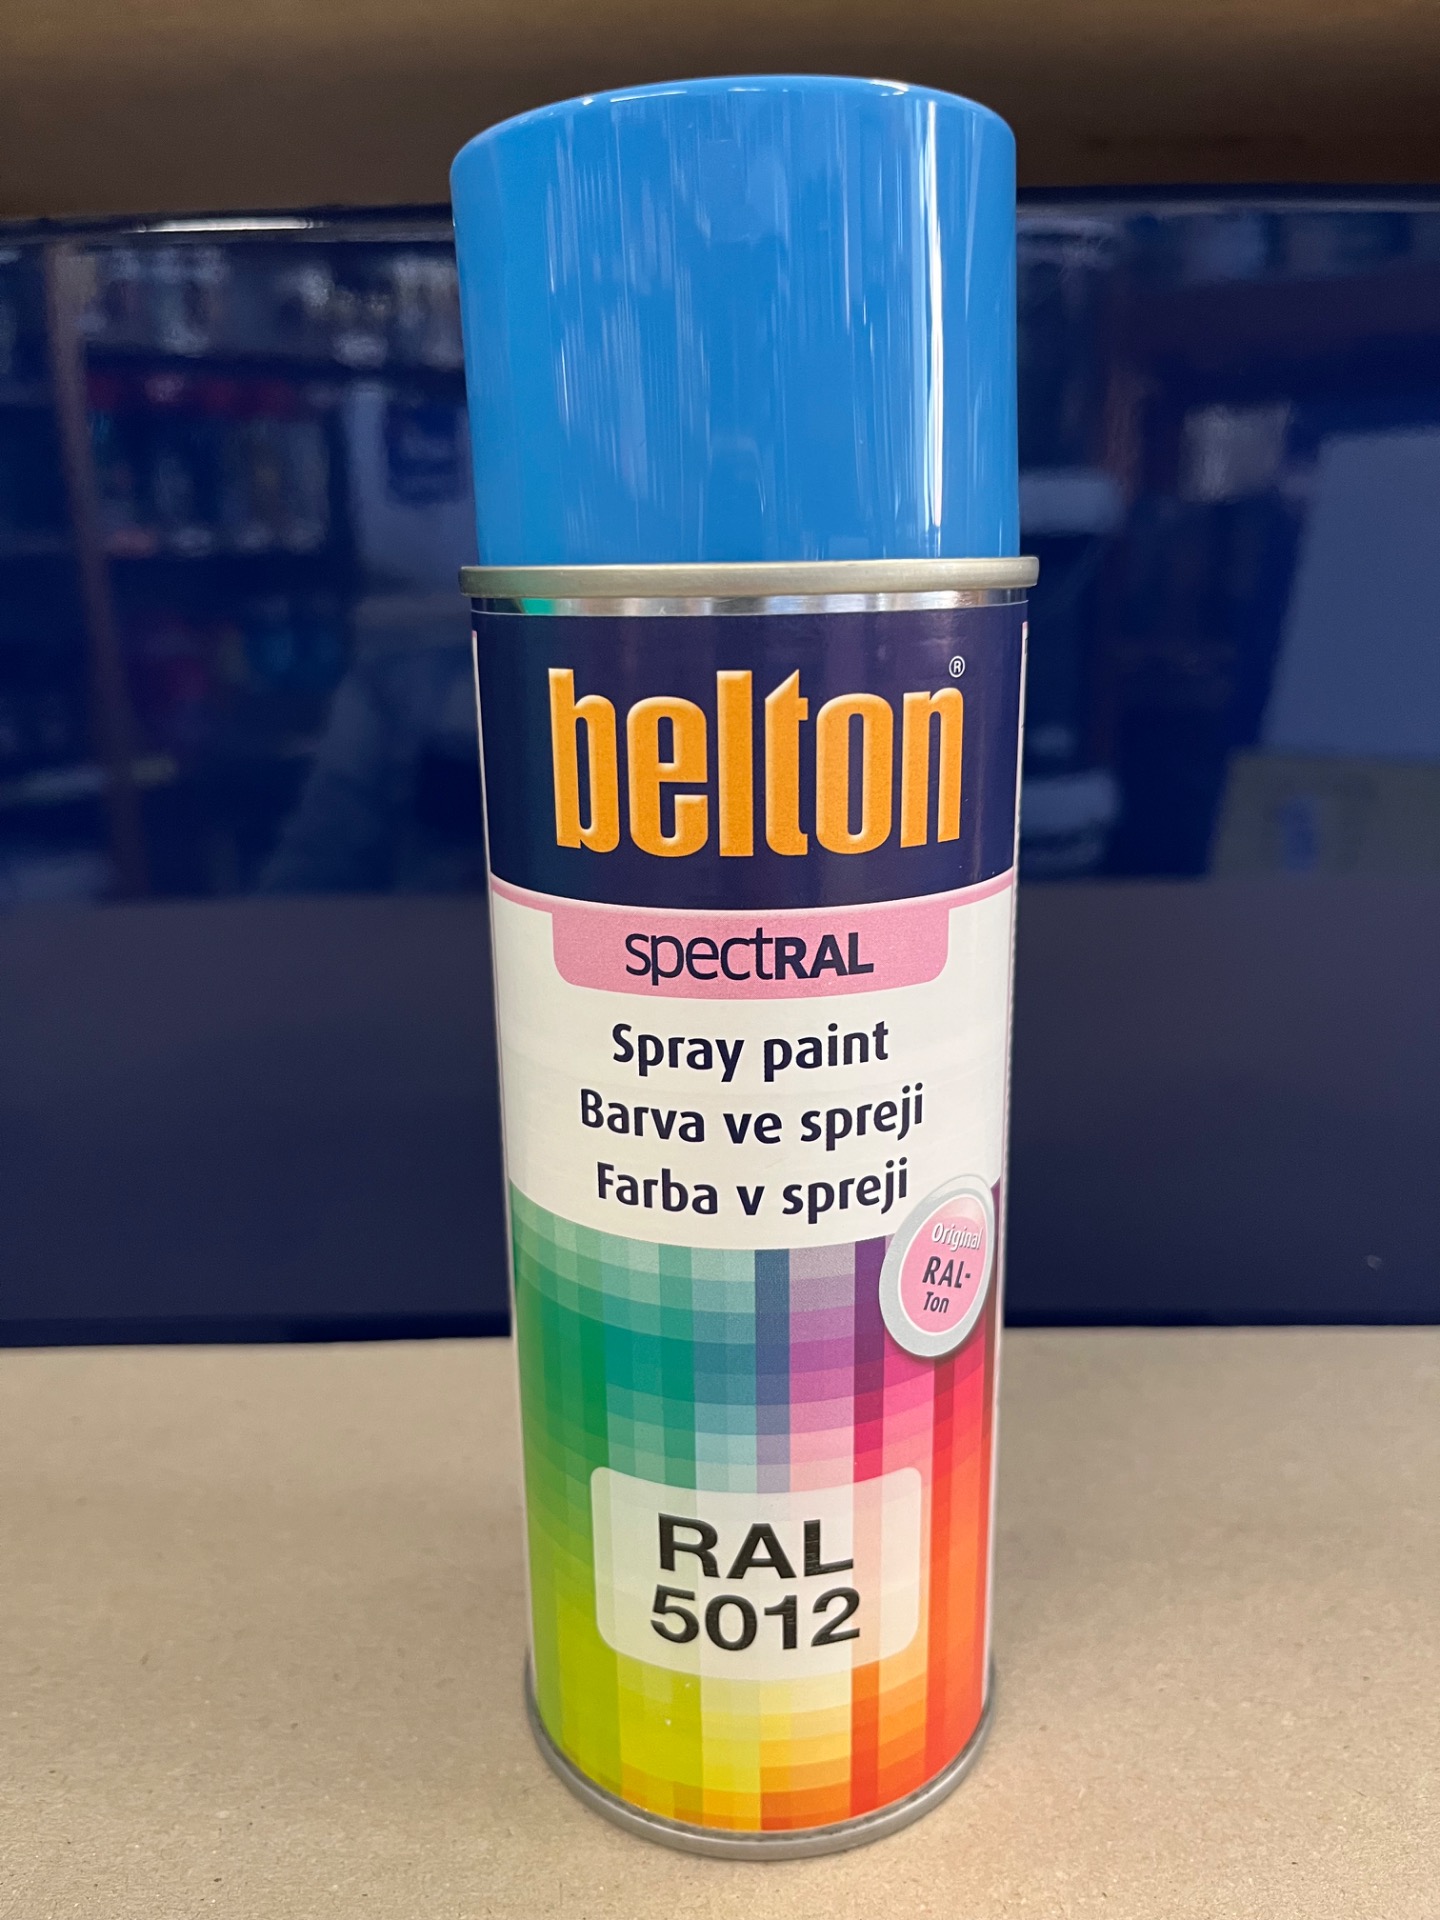 belton®
spectRAL
Spray paint
Barva ve spreji
Farba v spreji
Original
RAL-
Ton
RAL
5012